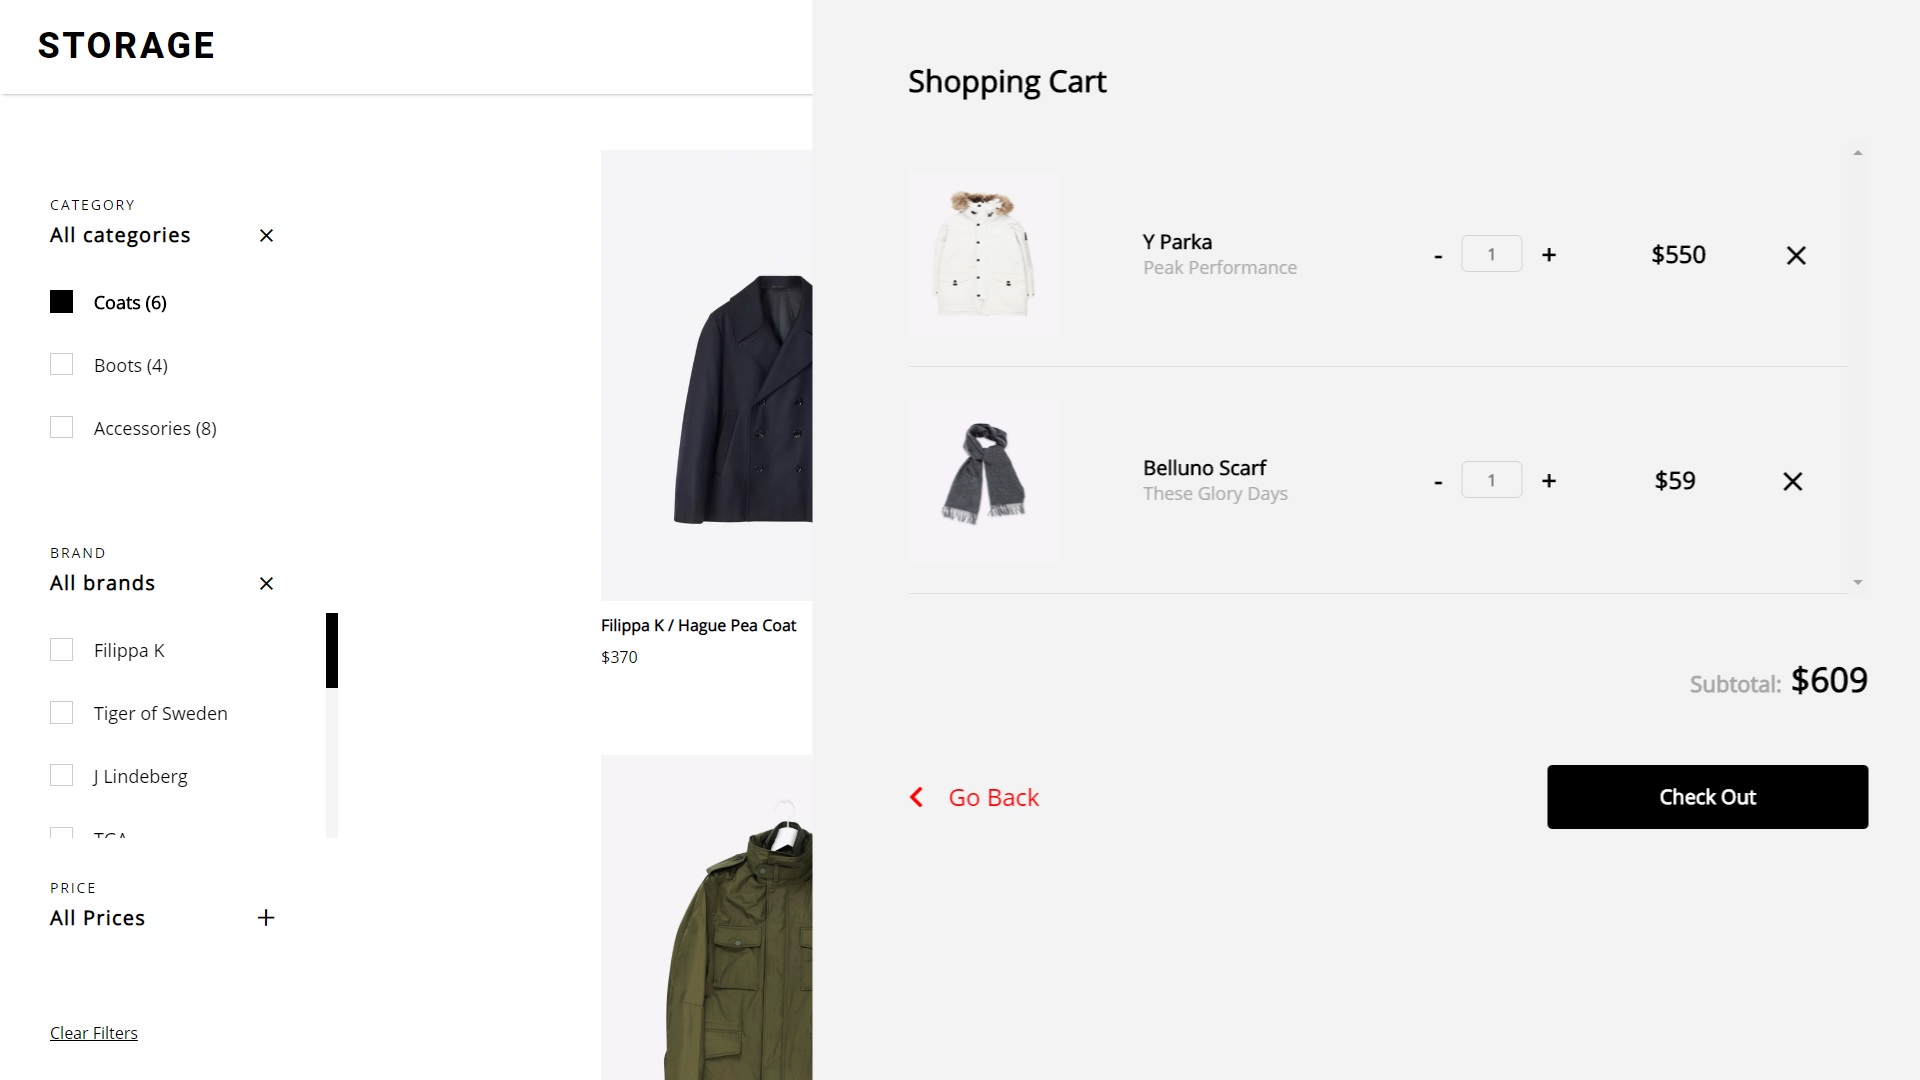 STORAGE
CATEGORY
All categories
Coats (6)
Boots (4)
Accessories (8)
BRAND
All brands
Filippa K
Tiger of Sweden
J Lindeberg
PRICE
All Prices
Clear Filters
Filippa K / Hague Pea Coat
$370
Shopping Cart
Y Parka
Peak Performance
- 1 + $550
Belluno Scarf
These Glory Days
- 1 + $59
Subtotal: $609
Go Back
Check Out